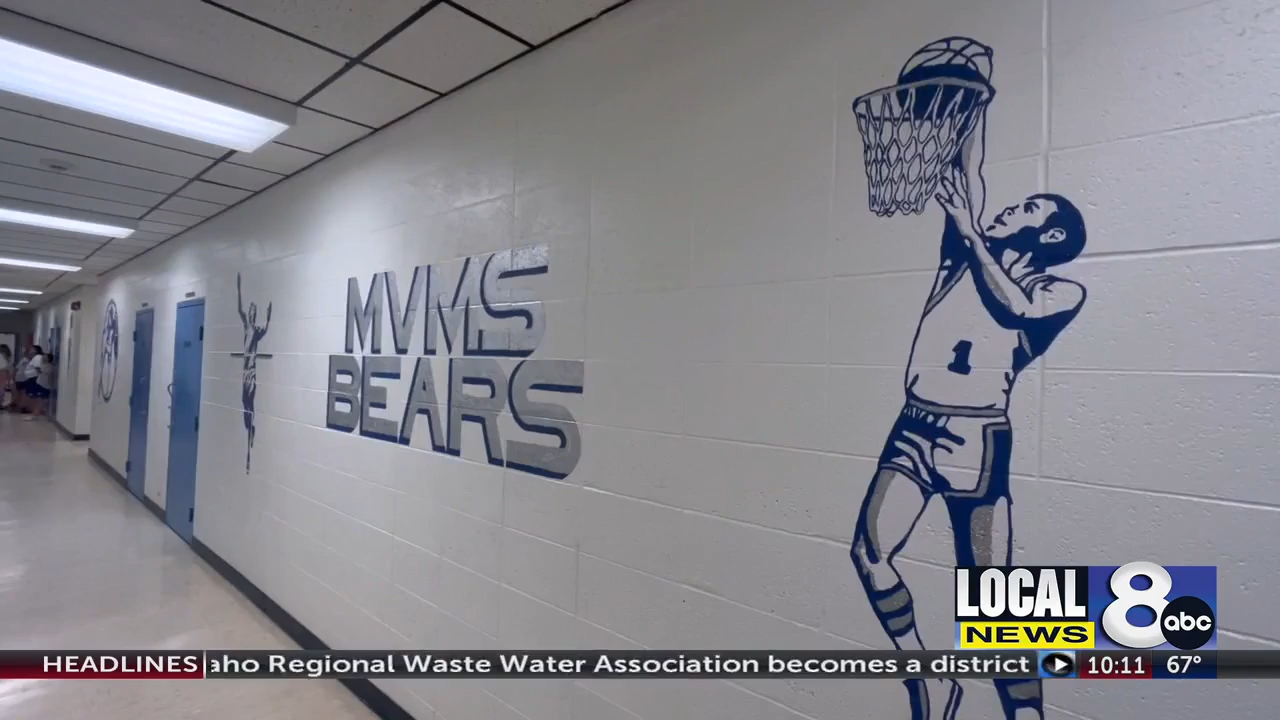 MVMS
BEARS
1
LOCAL
NEWS
8
abc
HEADLINES
aho Regional Waste Water Association becomes a district
10:11
67°